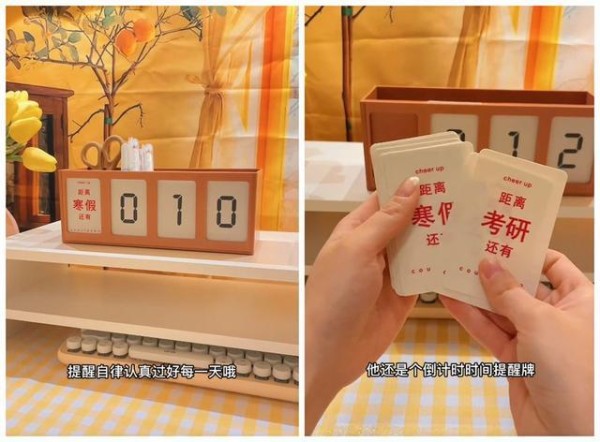 cheer up
距离
寒假
还有
010
提醒自律认真过好每一天哦
012
cheer up
距离
寒假
还
cheer up
距离
考研
还有
他还是个倒计时时间提醒牌